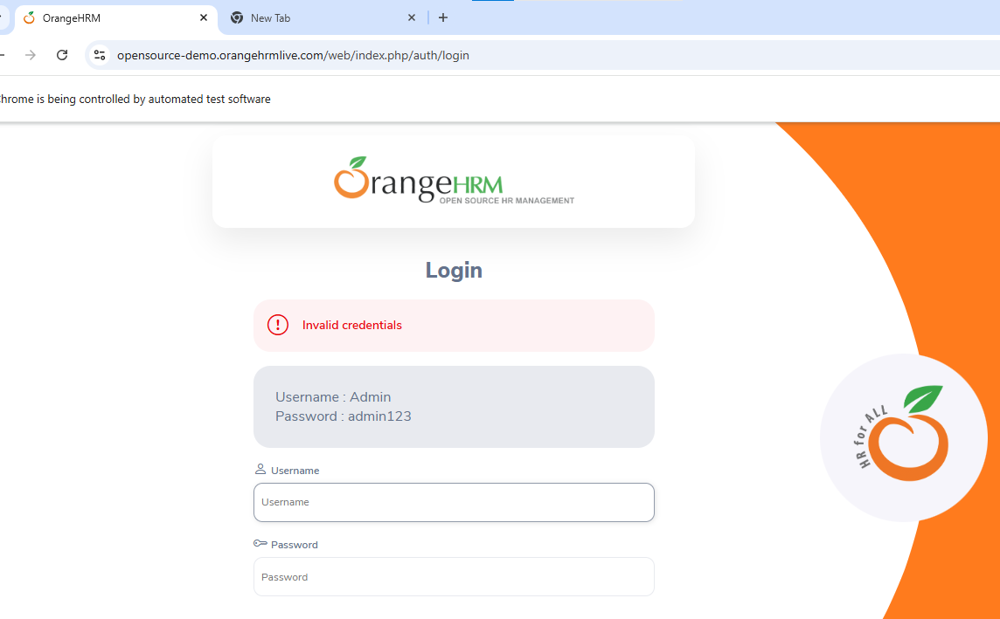 OrangeHRM
New Tab
opensource-demo.orangehrmlive.com/web/index.php/auth/login
hrome is being controlled by automated test software
OrangeHRM
OPEN SOURCE HR MANAGEMENT
Login
Invalid credentials
Username : Admin
Password : admin123
HR for ALL
Username
Username
Password
Password